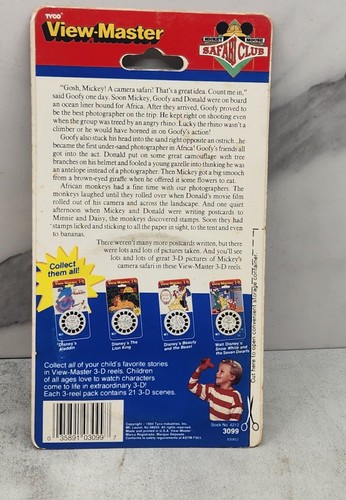 TYCO
View-Master
MICKEY MOUSE
SAFARI CLUB
"Gosh, Mickey! A camera safari! That's a great idea. Count me in,"
said Goofy one day. Soon Mickey, Goofy and Donald were on board
an ocean liner bound for Africa. After they arrived, Goofy proved to
be the best photographer on the trip. He kept right on shooting even
when the group was treed by an angry rhino. Lucky the rhino wasn't a
climber or he would have horned in on Goofy's action!
Goofy also stuck his head into the sand right opposite an ostrich...he
became the first under-sand photographer in Africa! Goofy's friends all
got into the act. Donald put on some great camouflage with tree
branches on his helmet and fooled a young gazelle into thinking he was
an antelope instead of a photographer. Then Mickey got a big smooch
from a brown-eyed giraffe when he offered it some flowers to eat.
African monkeys had a fine time with our photographers. The
monkeys laughed until they rolled over when Donald's movie film
rolled out of his camera and across the landscape. And one quiet
afternoon when Mickey and Donald were writing postcards to
Minnie and Daisy, the monkeys discovered stamps. Soon they had
stamps licked and sticking to all the paper in sight, to the tent and even
to bananas.
There weren't many more postcards written, but there
were lots and lots of pictures taken. And you'll see
lots and lots of great 3-D pictures of Mickey's
camera safari in these View-Master 3-D reels.
Collect
them all!
Disney's
Aladdin
Disney's The
Lion King
Disney's Beauty
and the Beast
Walt Disney's
Snow White and
the Seven Dwarfs
Cut here to open convenient storage container.
Collect all of your child's favorite stories
in View-Master 3-D reels. Children
of all ages love to watch characters
come to life in extraordinary 3-D!
Each 3-reel pack contains 21 3-D scenes.
0 35891 03099 7
Stock No. 4212
3099